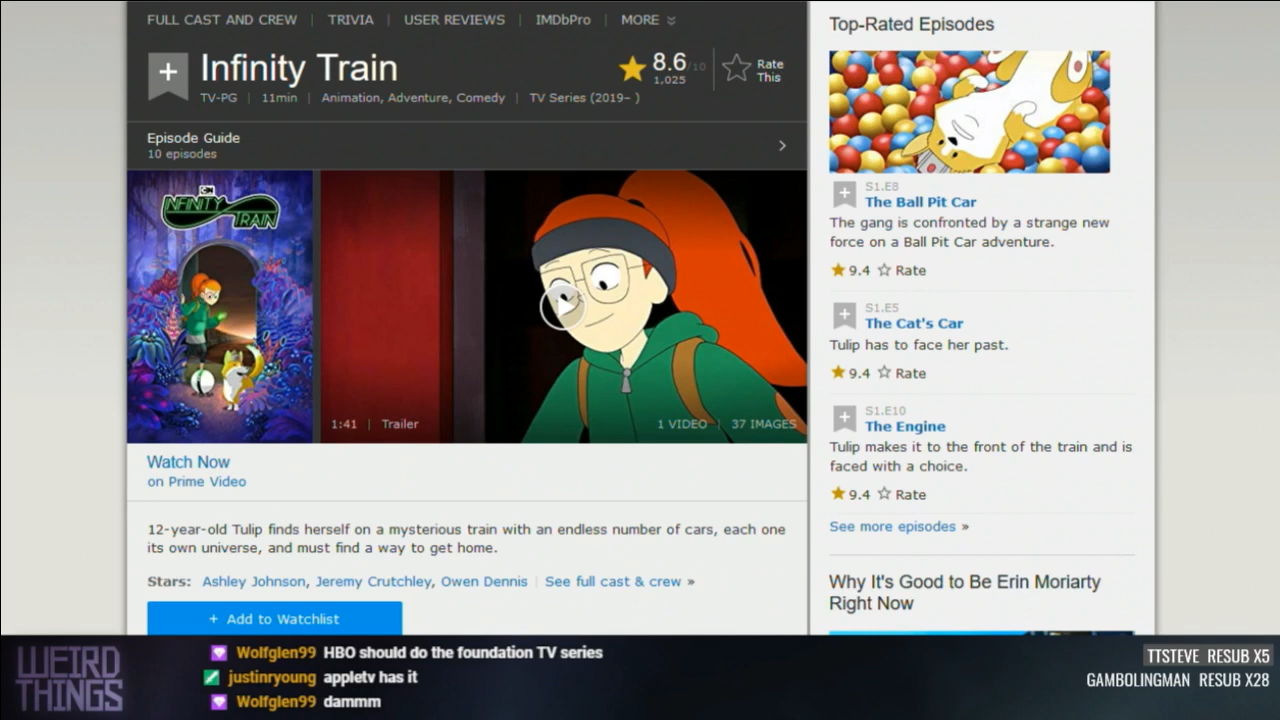 FULL CAST AND CREW | TRIVIA | USER REVIEWS | IMDbPro | MORE
Infinity Train
8.6/10
1,025
Rate This
TV-PG | 11min | Animation, Adventure, Comedy | TV Series (2019– )
Episode Guide
10 episodes
CN
INFINITY TRAIN
1:41 | Trailer
1 VIDEO | 37 IMAGES
Watch Now
on Prime Video
12-year-old Tulip finds herself on a mysterious train with an endless number of cars, each one
its own universe, and must find a way to get home.
Stars: Ashley Johnson, Jeremy Crutchley, Owen Dennis | See full cast & crew »
+ Add to Watchlist
Top-Rated Episodes
S1.E8
The Ball Pit Car
The gang is confronted by a strange new
force on a Ball Pit Car adventure.
9.4 Rate
S1.E5
The Cat's Car
Tulip has to face her past.
9.4 Rate
S1.E10
The Engine
Tulip makes it to the front of the train and is
faced with a choice.
9.4 Rate
See more episodes »
Why It's Good to Be Erin Moriarty
Right Now
WEIRD
THINGS
Wolfglen99 HBO should do the foundation TV series
justinryoung appletv has it
Wolfglen99 dammm
TTSTEVE RESUB X5
GAMBOLINGMAN RESUB X28